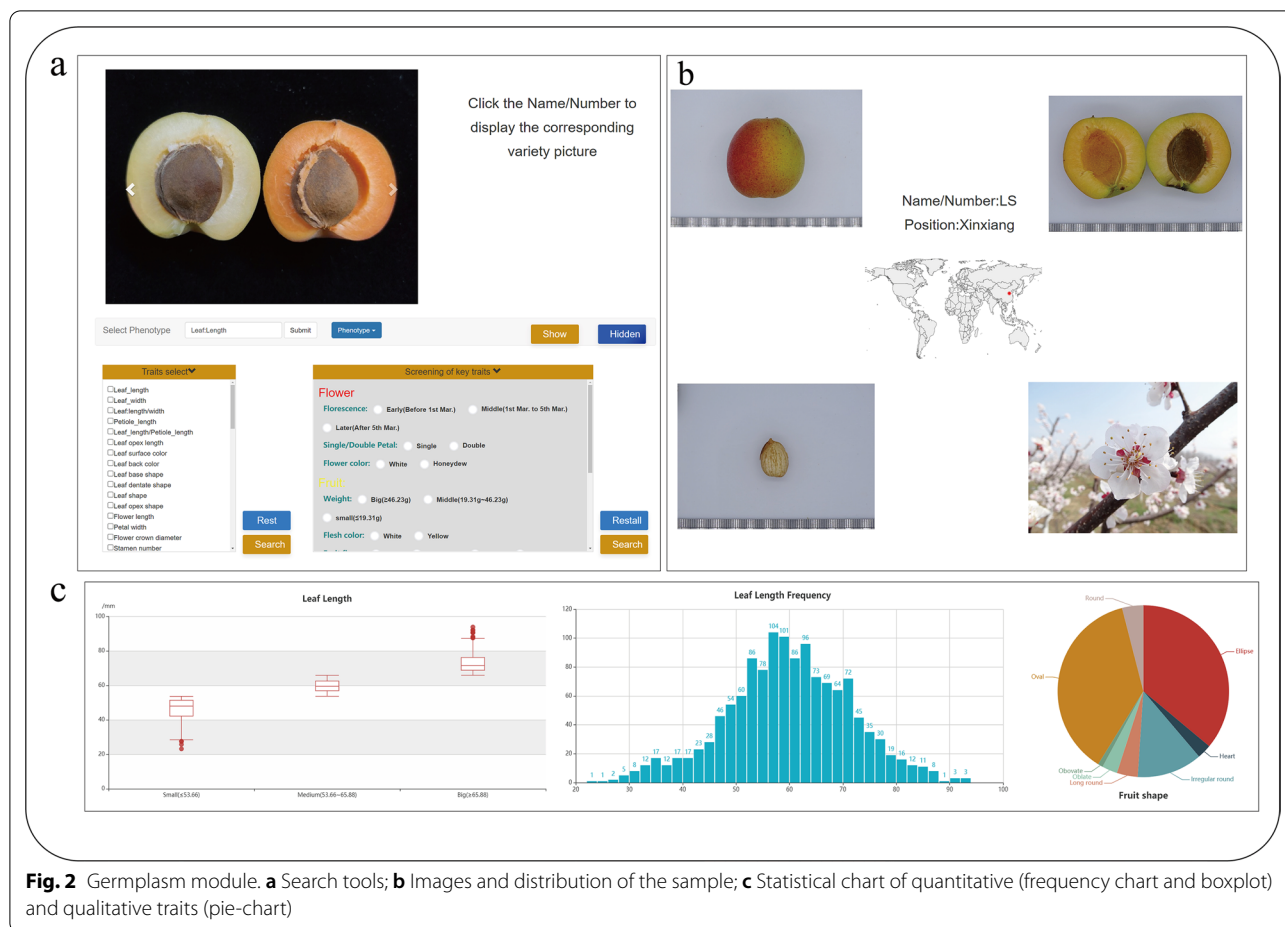 a
Click the Name/Number to
display the corresponding
variety picture
Select Phenotype
Leaf:Length
Submit
Phenotype
Show
Hidden
Traits select
Leaf_length
Leaf_width
Leaf:length/width
Petiole_length
Leaf_length/Petiole_length
Leaf opex length
Leaf surface color
Leaf back color
Leaf base shape
Leaf dentate shape
Leaf shape
Leaf opex shape
Flower length
Petal width
Flower crown diameter
Stamen number
Rest
Search
Screening of key traits
Flower
Florescence: Early(Before 1st Mar.) Middle(1st Mar. to 5th Mar.)
Later(After 5th Mar.)
Single/Double Petal: Single Double
Flower color: White Honeydew
Fruit
Weight: Big(≥46.23g) Middle(19.31g~46.23g)
small(≤19.31g)
Flesh color: White Yellow
Restall
Search
b
Name/Number:LS
Position:Xinxiang
c
Leaf Length
/mm
100
80
60
40
20
0
Small(≤53.66) Medium(53.66~65.88) Big(≥65.88)
Leaf Length Frequency
120
100
80
60
40
20
0
1 1 2 5 8 12 17 12 17 17 23 28 46 54 60 86 78 104 101 86 96 73 69 64 72 45 35 30 19 16 12 11 8 1 3 3
20 30 40 50 60 70 80 90 100
Round
Ellipse
Oval
Heart
Obovate
Oblate
Long round
Irregular round
Fruit shape
Fig. 2 Germplasm module. a Search tools; b Images and distribution of the sample; c Statistical chart of quantitative (frequency chart and boxplot)
and qualitative traits (pie-chart)